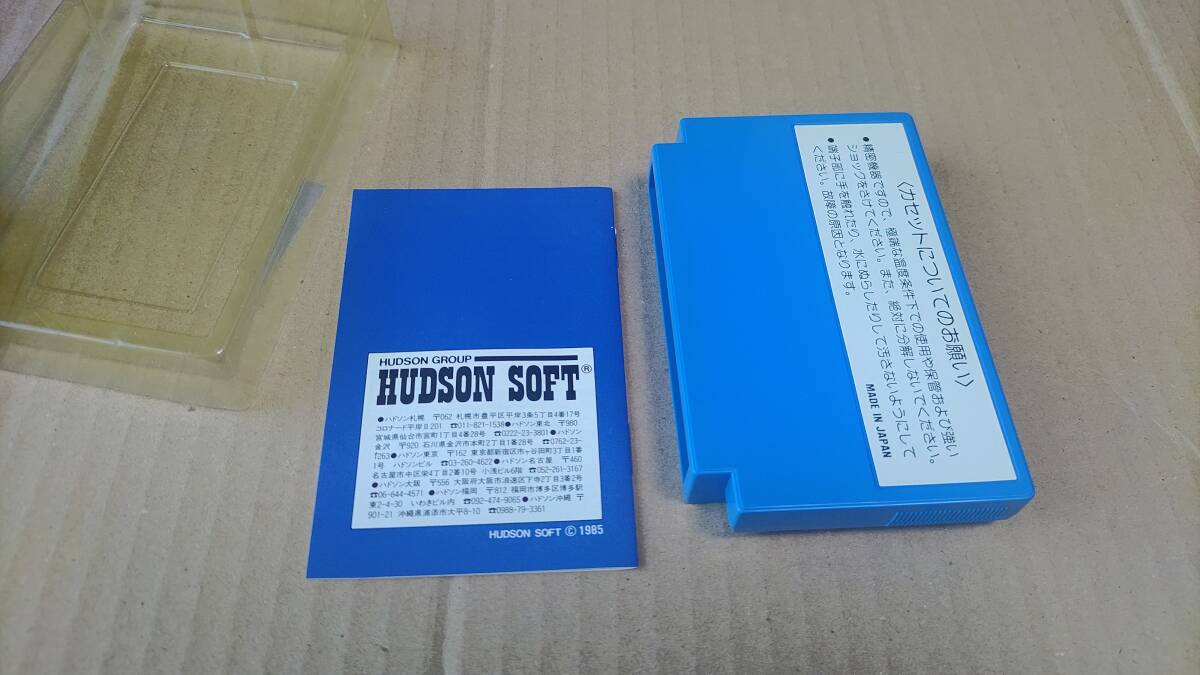 HUDSON GROUP
HUDSON SOFT®
●ハドソン札幌 〒062 札幌市豊平区平岸3条5丁目4番17号
コロナード平岸Ⅱ201 ☎011-821-1538●ハドソン東北 〒980
宮城県仙台市宮町1丁目4番28号 ☎0222-23-3801●ハドソン
金沢 〒920 石川県金沢市本町2丁目1番28号 ☎0762-23-
f263●ハドソン東京 〒162 東京都新宿区市ヶ谷田町3丁目1番
1号 ハドソンビル ☎03-260-4622●ハドソン名古屋 〒460
名古屋市中区栄4丁目2番10号 小浅ビル6階 ☎052-261-3167
●ハドソン大阪 〒556 大阪府大阪市浪速区下寺2丁目3番2号
☎06-644-4571 ●ハドソン福岡 〒812 福岡市博多区博多駅
東2-4-30 いわきビル内 ☎092-474-9065●ハドソン沖縄 〒
901-21 沖縄県浦添市大平8-10 ☎0988-79-3361
HUDSON SOFT © 1985
〈カセットについてのお願い〉
●精密機器ですので、極端な温度条件下での使用や保管および強い
ショックをさけてください。また、絶対に分解しないでください。
●端子部に手を触れたり、水にぬらしたりして汚さないようにして
ください。故障の原因となります。
MADE IN JAPAN